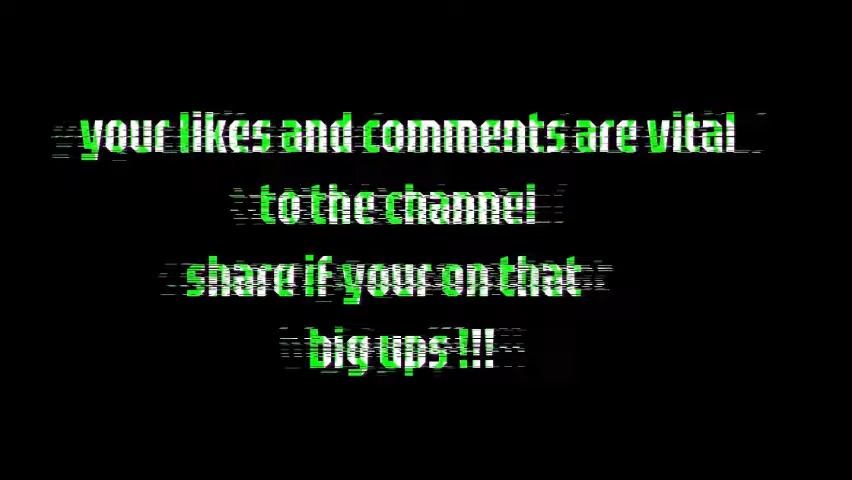 your likes and comments are vital
to the channel
share if your on that
big ups !!!